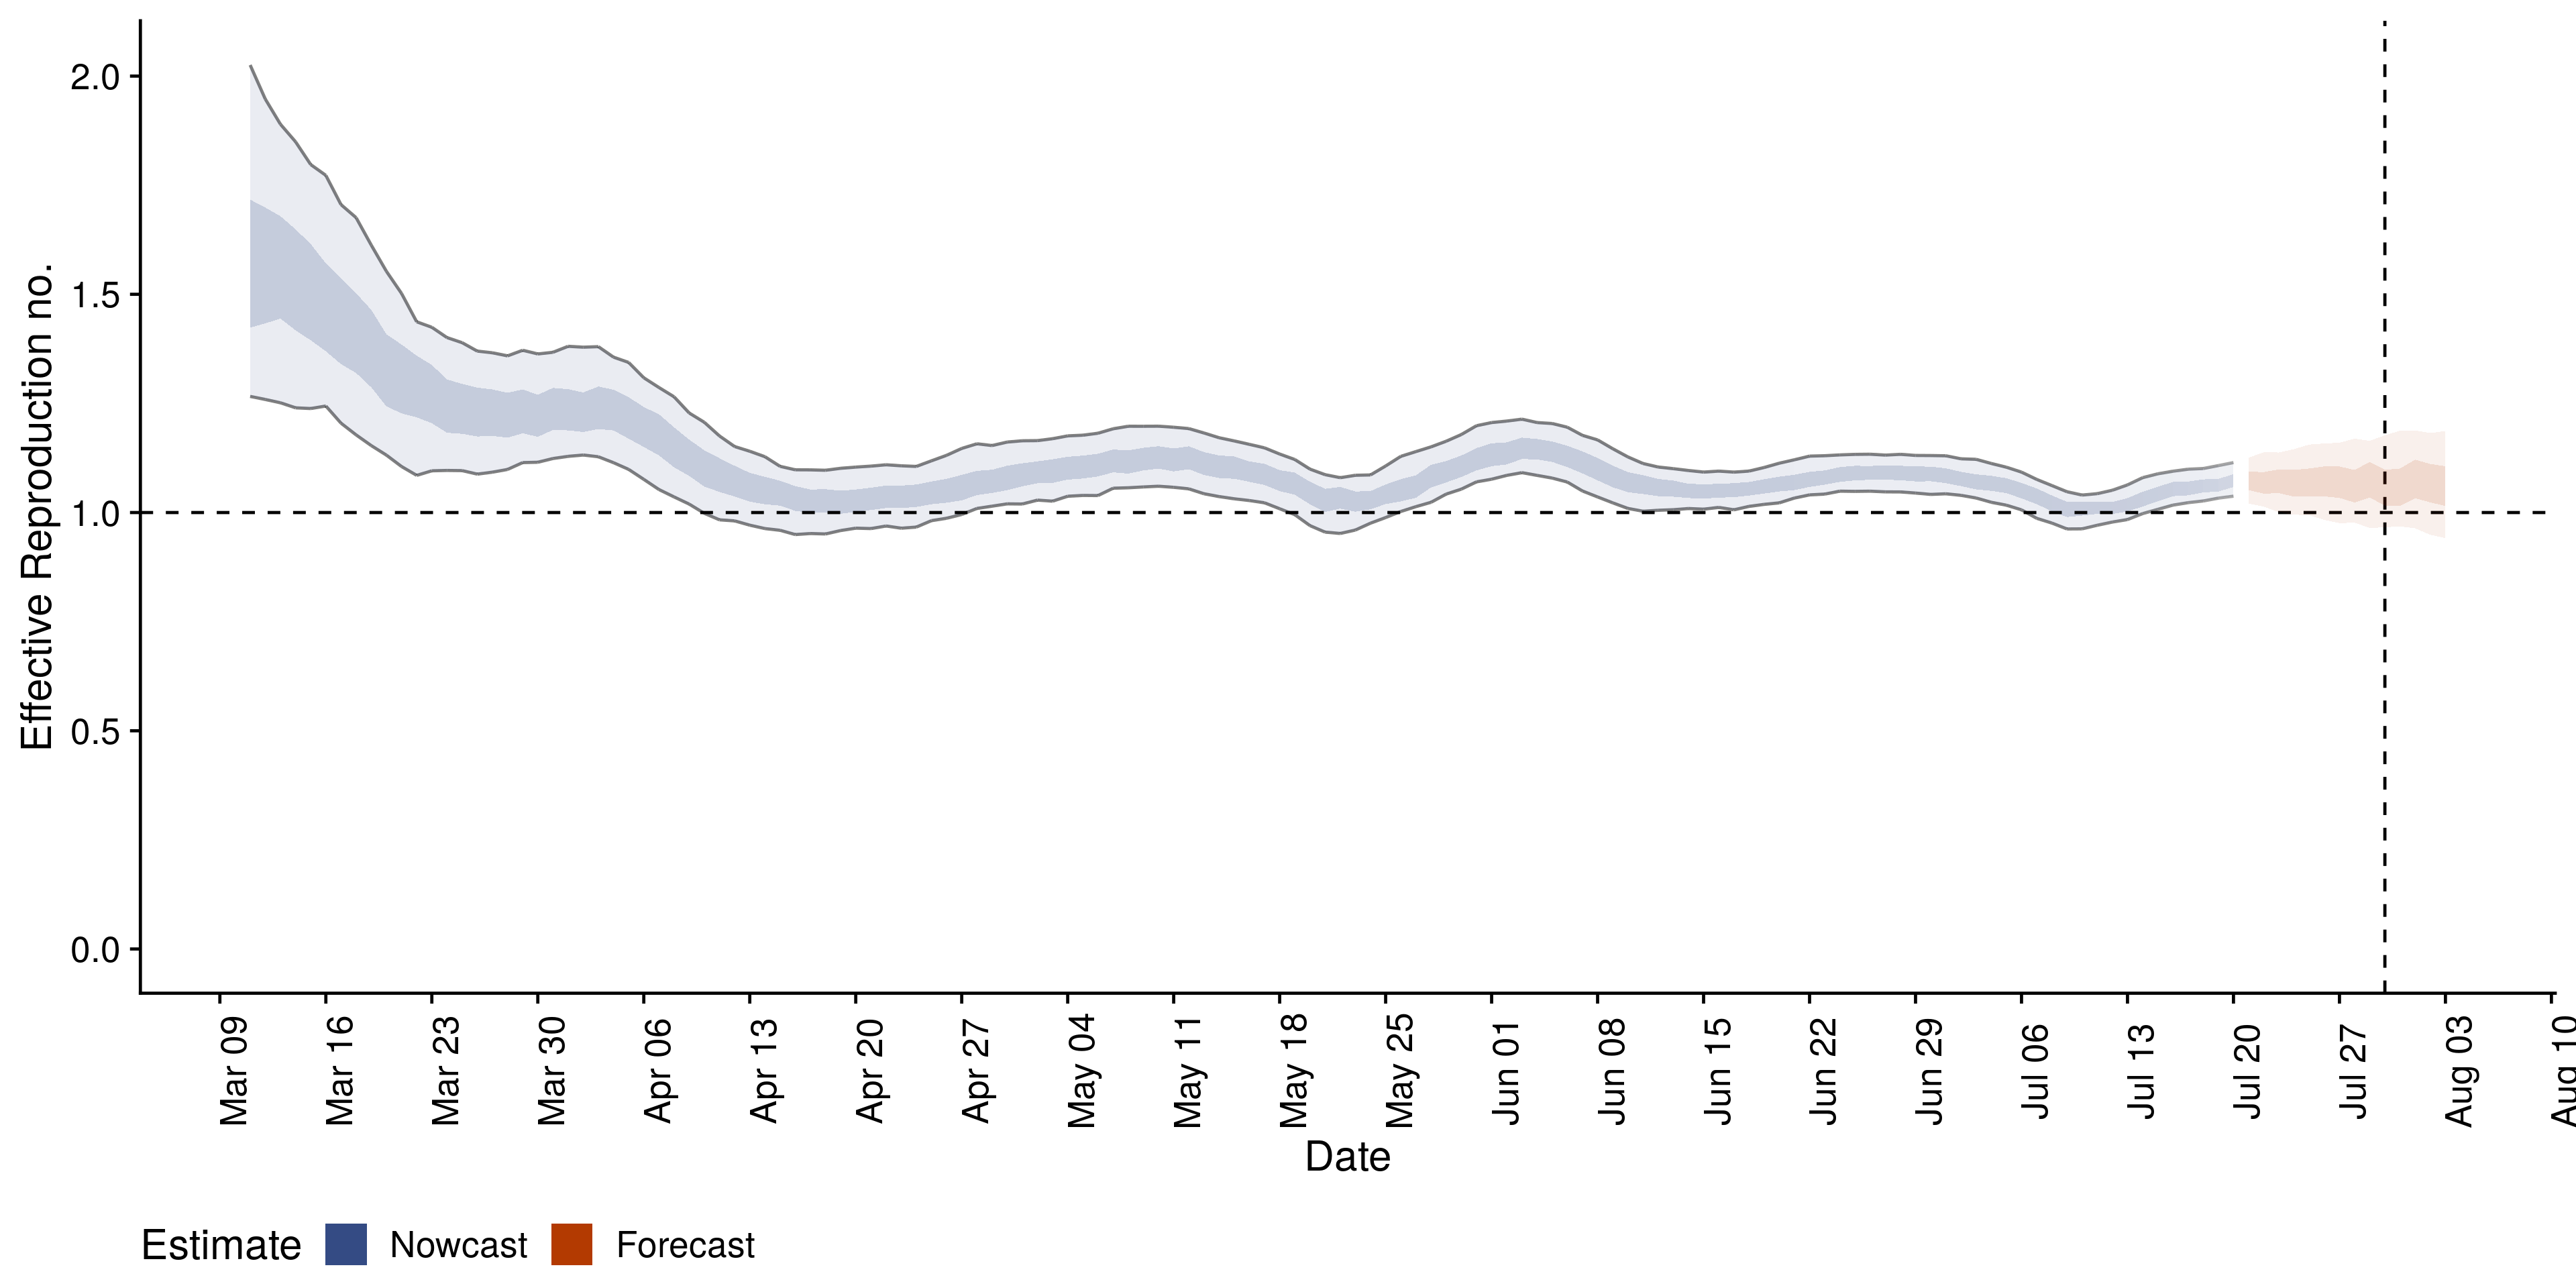 Effective Reproduction no.
2.0
1.5
1.0
0.5
0.0
Mar 09
Mar 16
Mar 23
Mar 30
Apr 06
Apr 13
Apr 20
Apr 27
May 04
May 11
May 18
May 25
Jun 01
Jun 08
Jun 15
Jun 22
Jun 29
Jul 06
Jul 13
Jul 20
Jul 27
Aug 03
Aug 10
Date
Estimate Nowcast Forecast